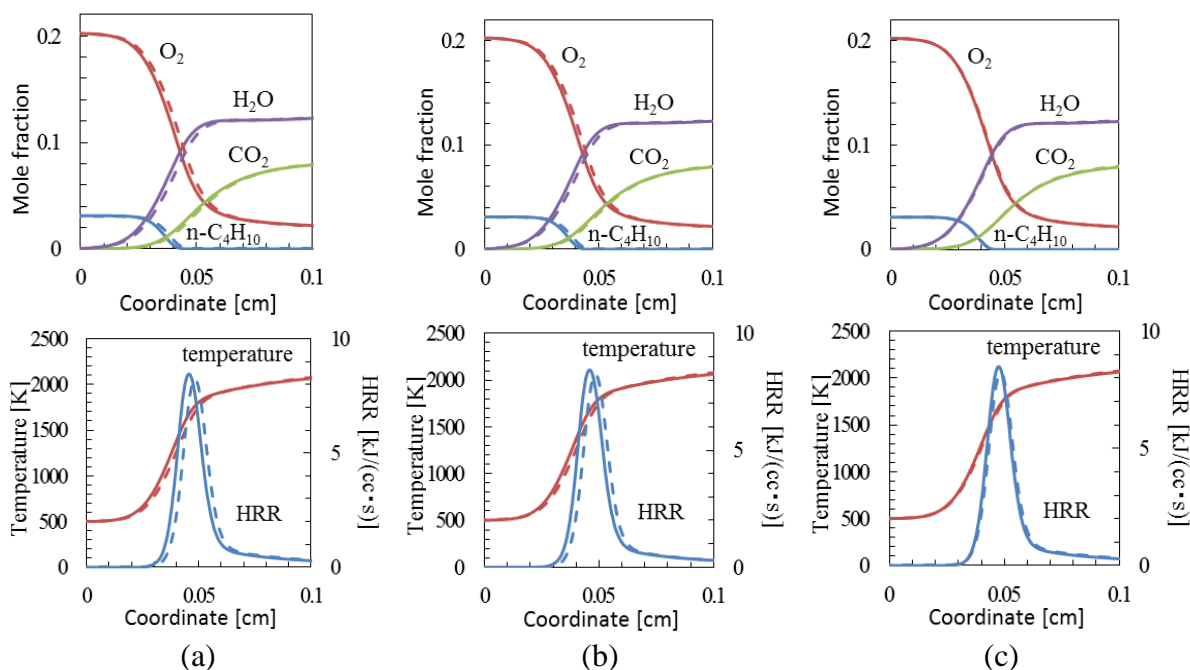 0.2
0.1
0
O2
H2O
CO2
n-C4H10
Mole fraction
0 0.05 0.1
Coordinate [cm]
0.2
0.1
0
O2
H2O
CO2
n-C4H10
Mole fraction
0 0.05 0.1
Coordinate [cm]
0.2
0.1
0
O2
H2O
CO2
n-C4H10
Mole fraction
0 0.05 0.1
Coordinate [cm]
2500
2000
1500
1000
500
0
Temperature [K]
temperature
HRR
10
5
0
HRR [kJ/(cc・s)]
0 0.05 0.1
Coordinate [cm]
(a)
2500
2000
1500
1000
500
0
Temperature [K]
temperature
HRR
10
5
0
HRR [kJ/(cc・s)]
0 0.05 0.1
Coordinate [cm]
(b)
2500
2000
1500
1000
500
0
Temperature [K]
temperature
HRR
10
5
0
HRR [kJ/(cc・s)]
0 0.05 0.1
Coordinate [cm]
(c)